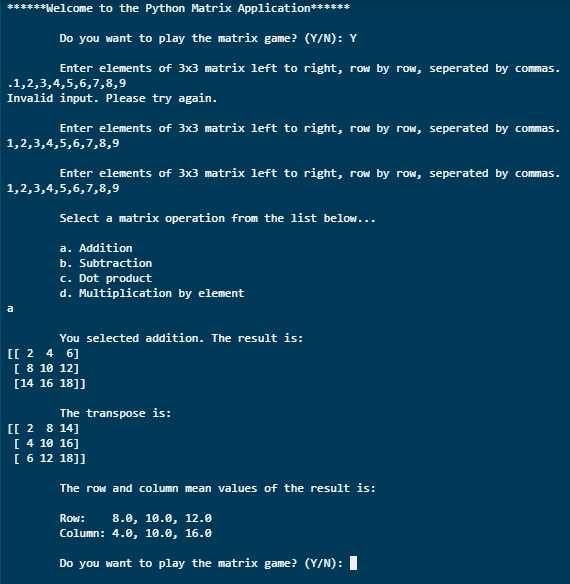 ******Welcome to the Python Matrix Application******
Do you want to play the matrix game? (Y/N): Y
Enter elements of 3x3 matrix left to right, row by row, seperated by commas.
.1,2,3,4,5,6,7,8,9
Invalid input. Please try again.
Enter elements of 3x3 matrix left to right, row by row, seperated by commas.
1,2,3,4,5,6,7,8,9
Enter elements of 3x3 matrix left to right, row by row, seperated by commas.
1,2,3,4,5,6,7,8,9
Select a matrix operation from the list below...
a. Addition
b. Subtraction
c. Dot product
d. Multiplication by element
a
You selected addition. The result is:
[[ 2  4  6]
 [ 8 10 12]
 [14 16 18]]
The transpose is:
[[ 2  8 14]
 [ 4 10 16]
 [ 6 12 18]]
The row and column mean values of the result is:
Row:    8.0, 10.0, 12.0
Column: 4.0, 10.0, 16.0
Do you want to play the matrix game? (Y/N):